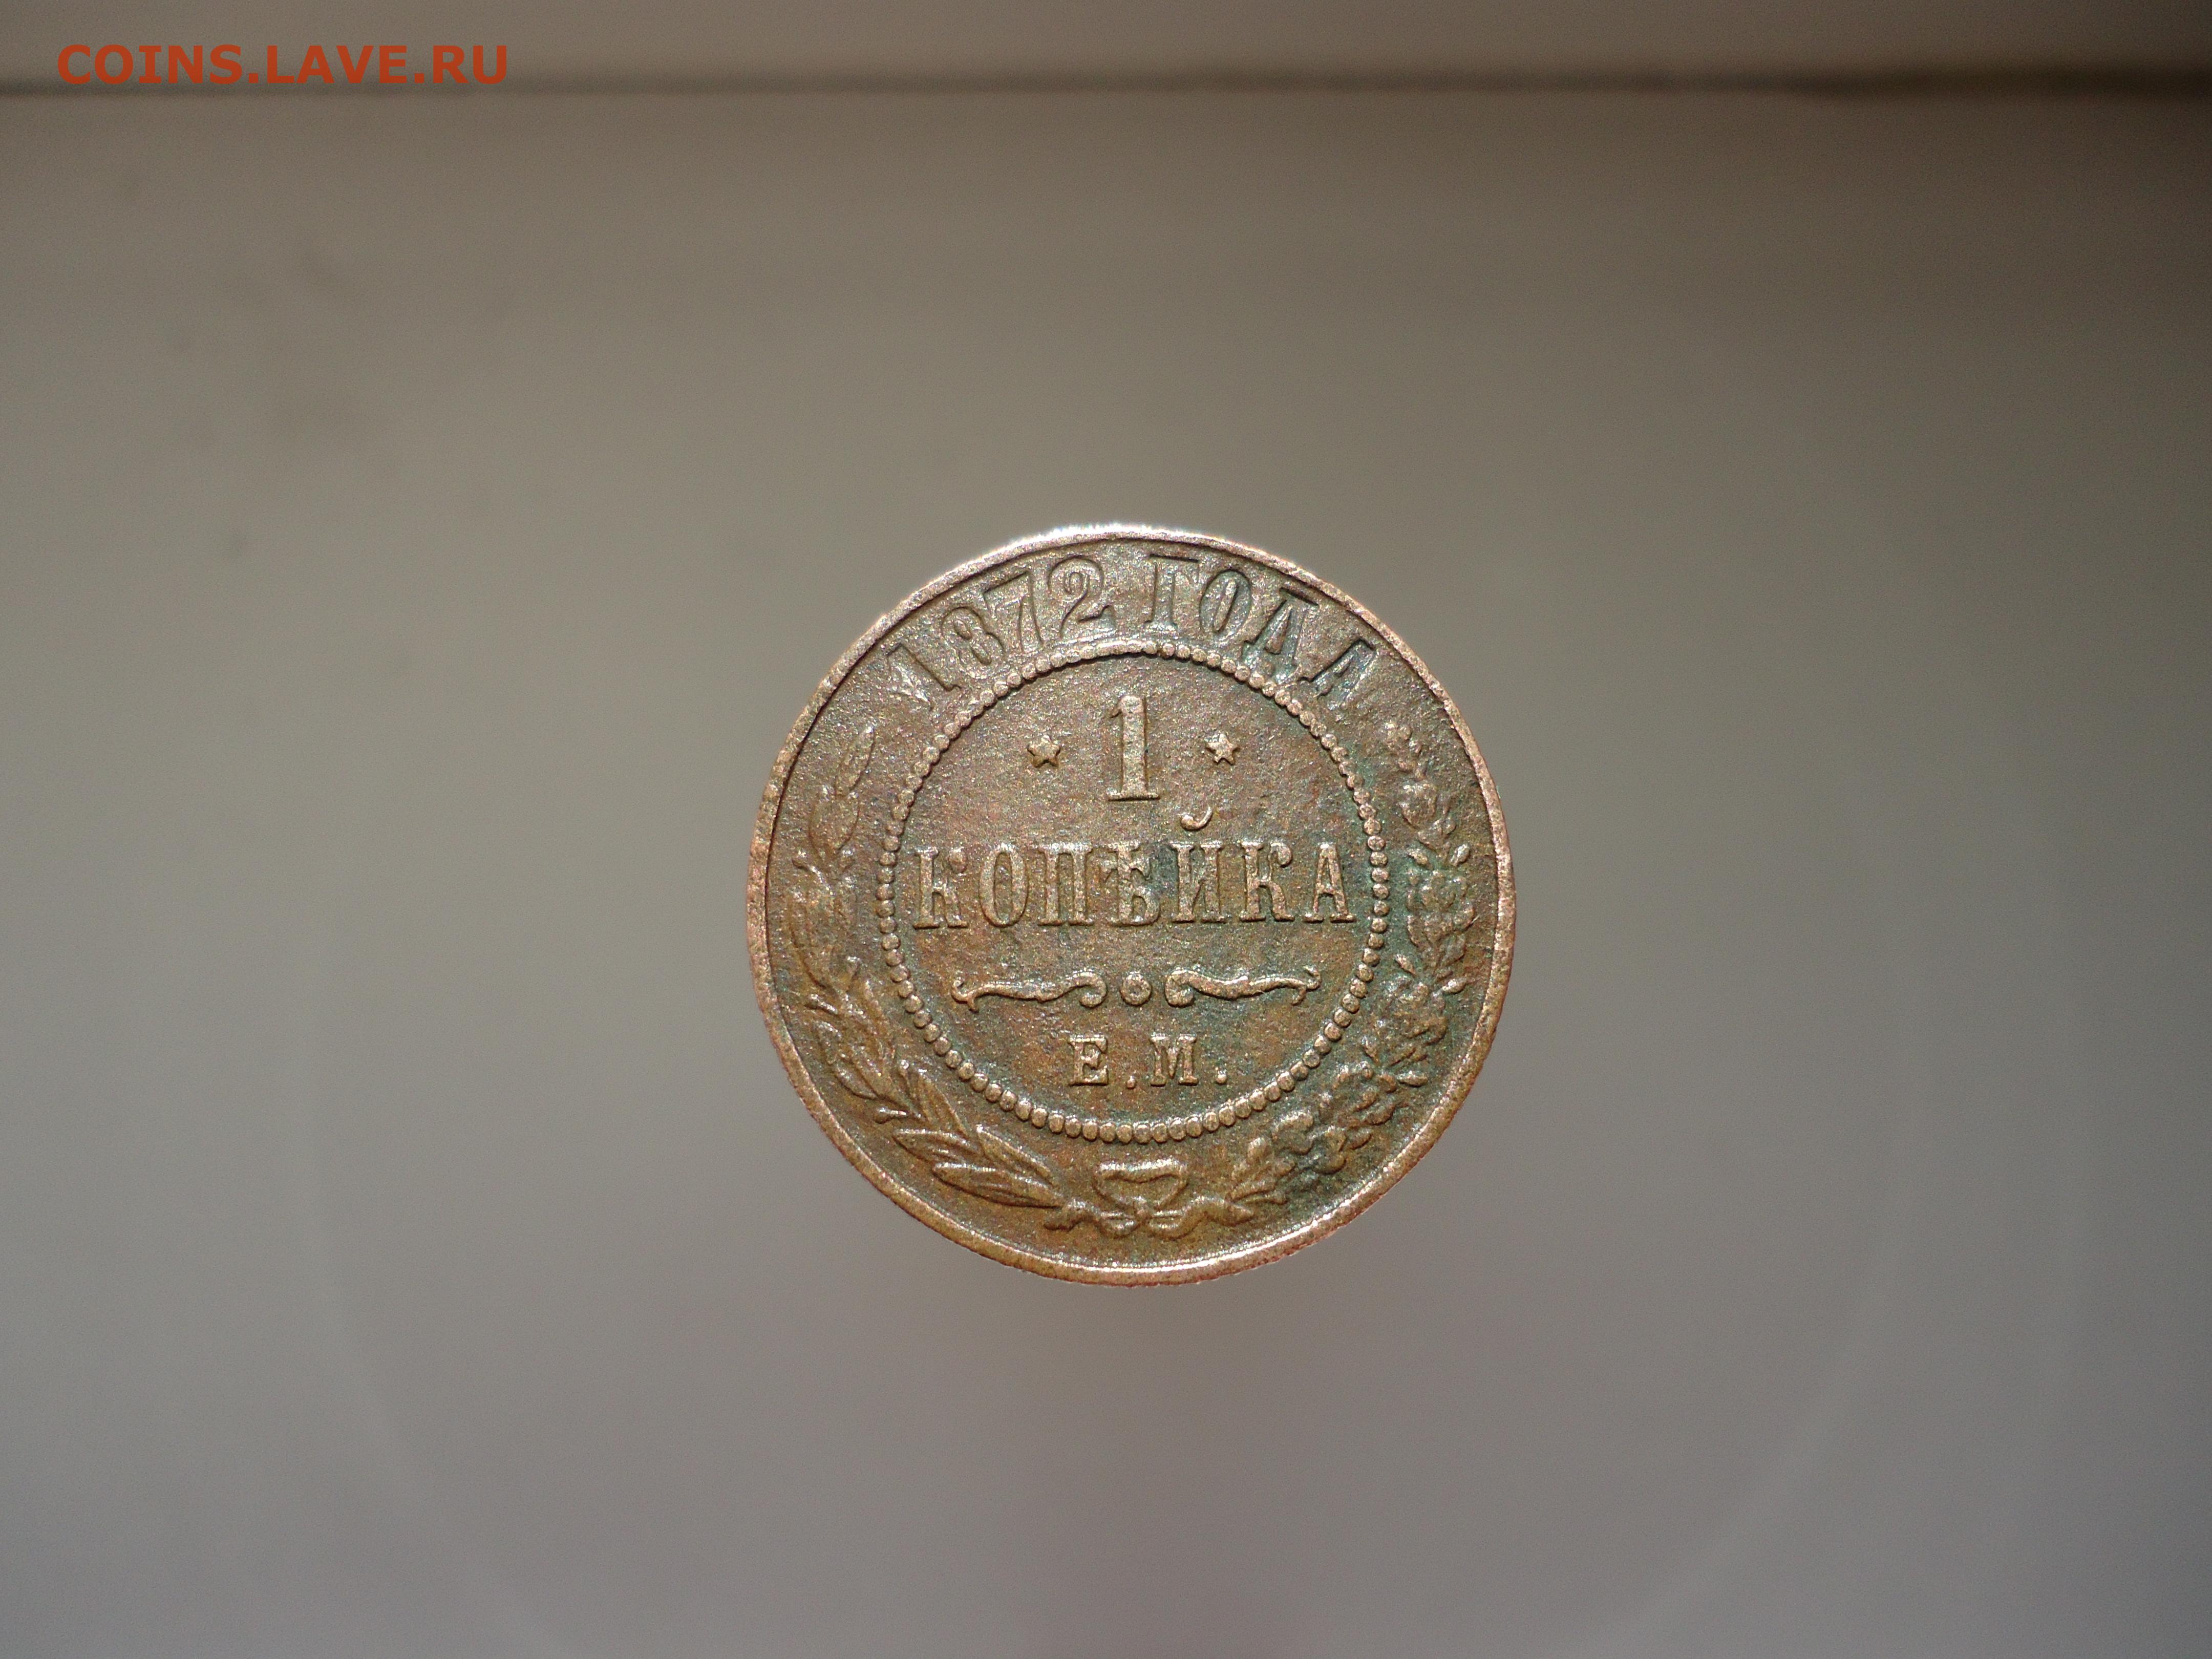 COINS.LAVE.RU
1872 ГОДА
1
КОПѢЙКА
Е.М.